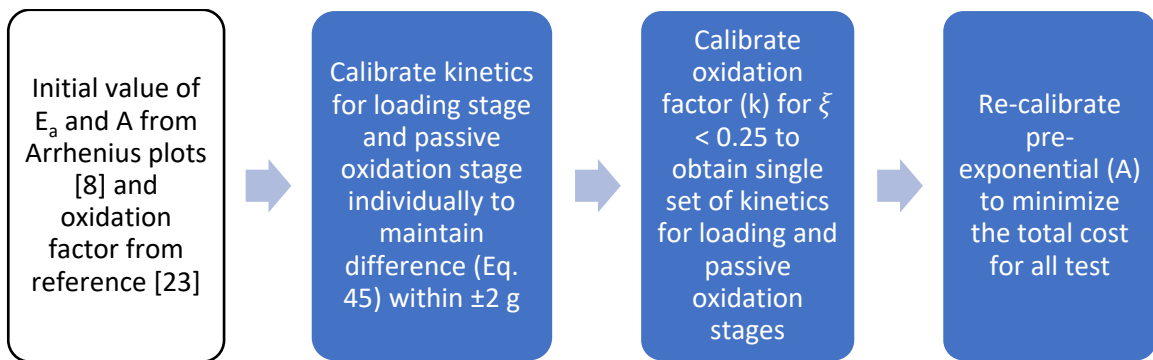 Initial value of
Eₐ and A from
Arrhenius plots
[8] and
oxidation
factor from
reference [23]
Calibrate kinetics
for loading stage
and passive
oxidation stage
individually to
maintain
difference (Eq.
45) within ±2 g
Calibrate
oxidation
factor (k) for ξ
< 0.25 to
obtain single
set of kinetics
for loading and
passive
oxidation
stages
Re-calibrate
pre-
exponential (A)
to minimize
the total cost
for all test